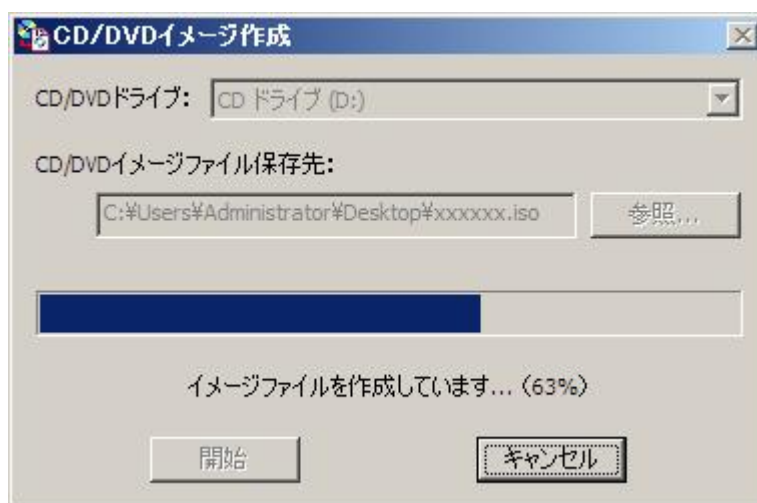 CD/DVDイメージ作成
CD/DVDドライブ: CD ドライブ (D:)
CD/DVDイメージファイル保存先:
C:¥Users¥Administrator¥Desktop¥xxxxxx.iso 参照...
イメージファイルを作成しています... (63%)
開始 キャンセル